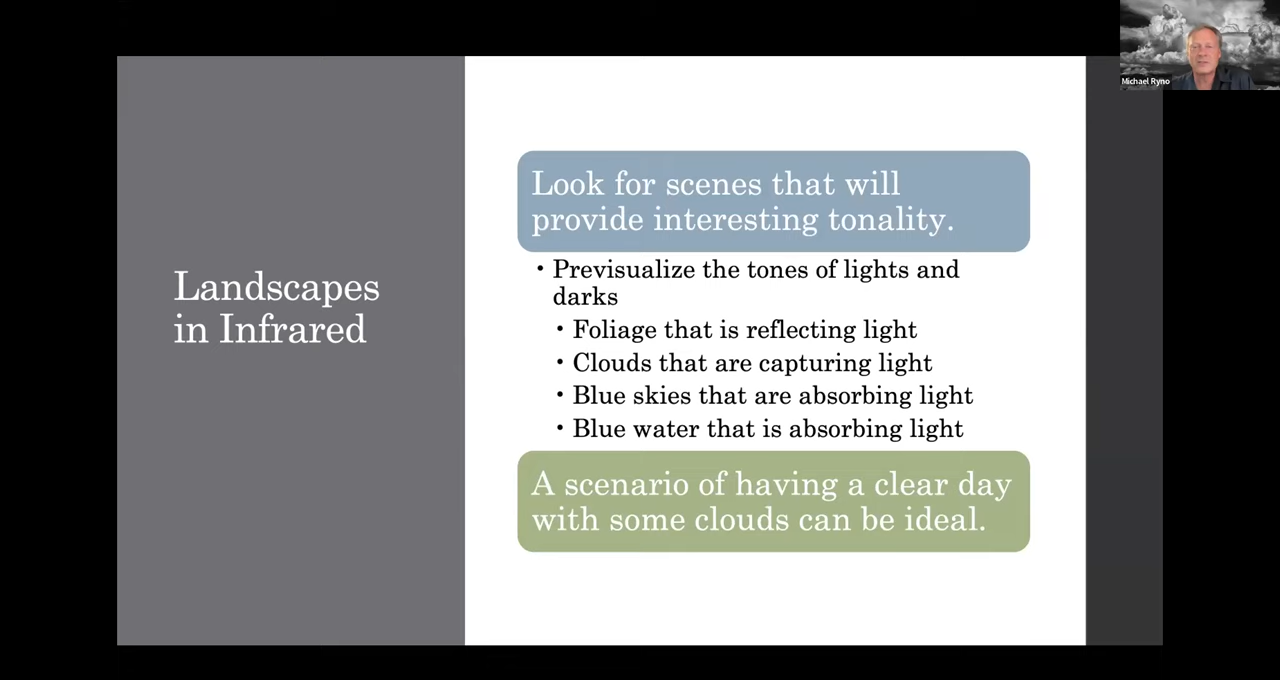 Michael Ryno
Landscapes
in Infrared
Look for scenes that will
provide interesting tonality.
• Previsualize the tones of lights and
darks
• Foliage that is reflecting light
• Clouds that are capturing light
• Blue skies that are absorbing light
• Blue water that is absorbing light
A scenario of having a clear day
with some clouds can be ideal.